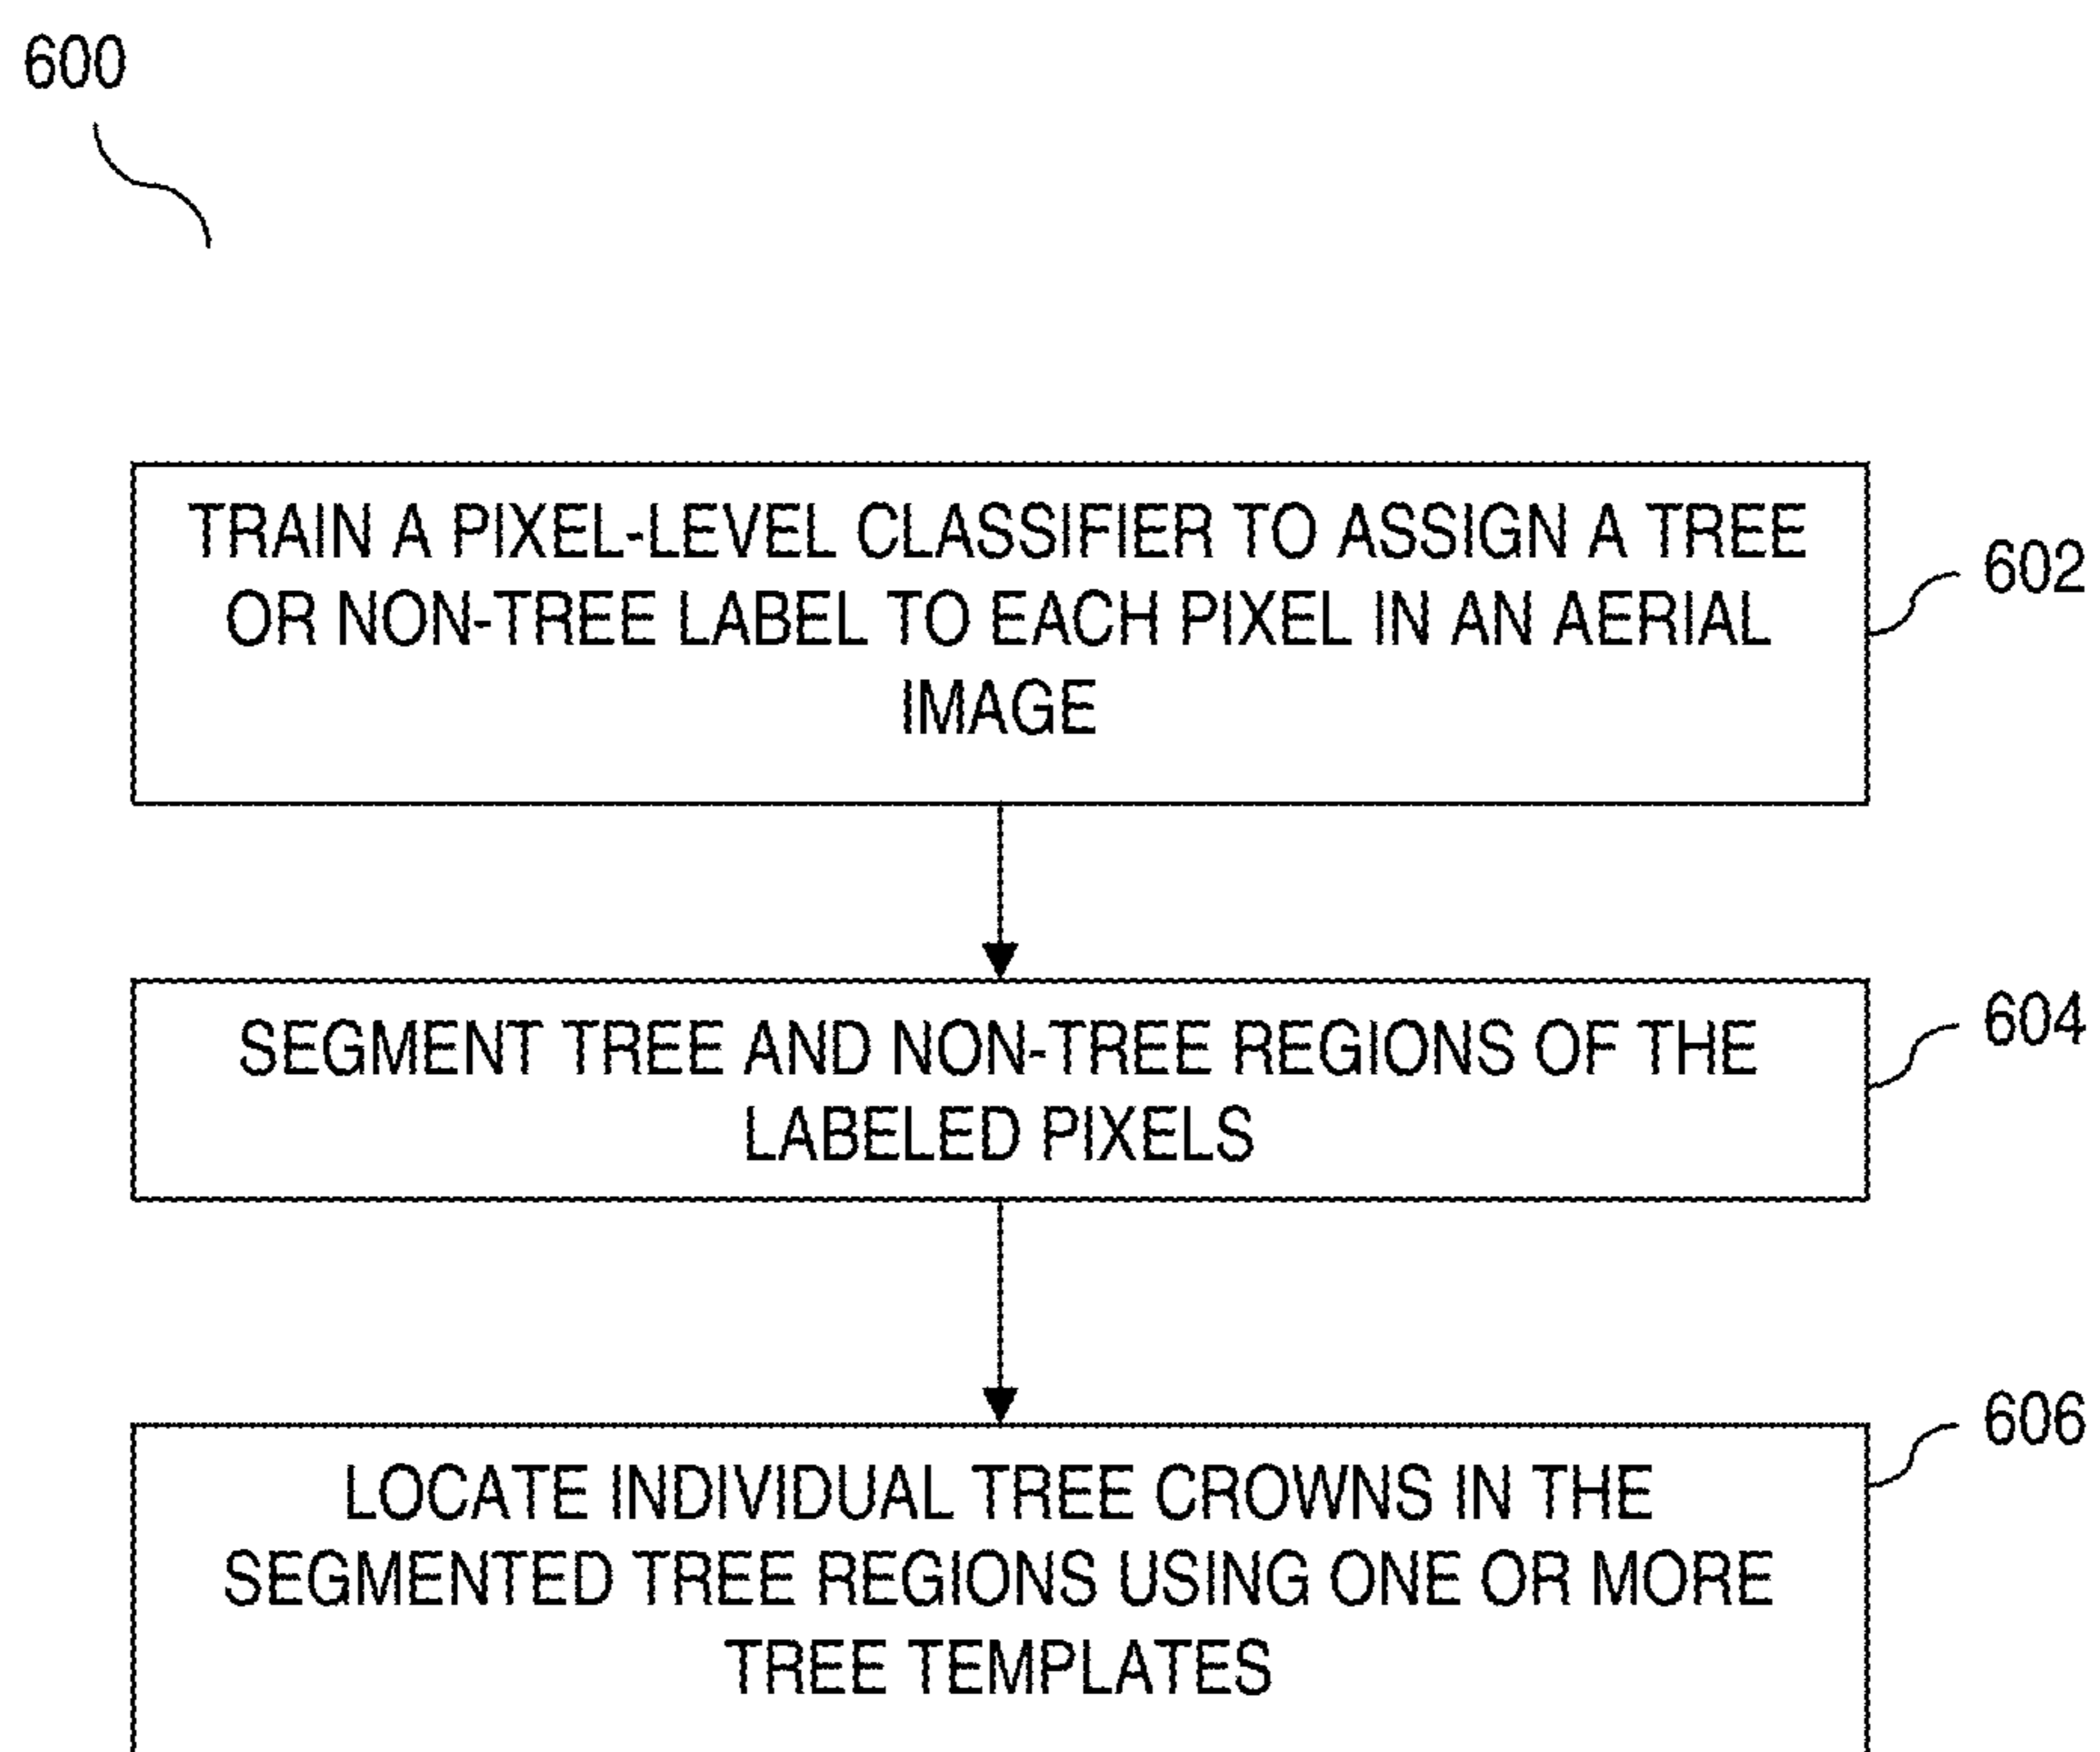 600
TRAIN A PIXEL-LEVEL CLASSIFIER TO ASSIGN A TREE
OR NON-TREE LABEL TO EACH PIXEL IN AN AERIAL
IMAGE
602
SEGMENT TREE AND NON-TREE REGIONS OF THE
LABELED PIXELS
604
LOCATE INDIVIDUAL TREE CROWNS IN THE
SEGMENTED TREE REGIONS USING ONE OR MORE
TREE TEMPLATES
606